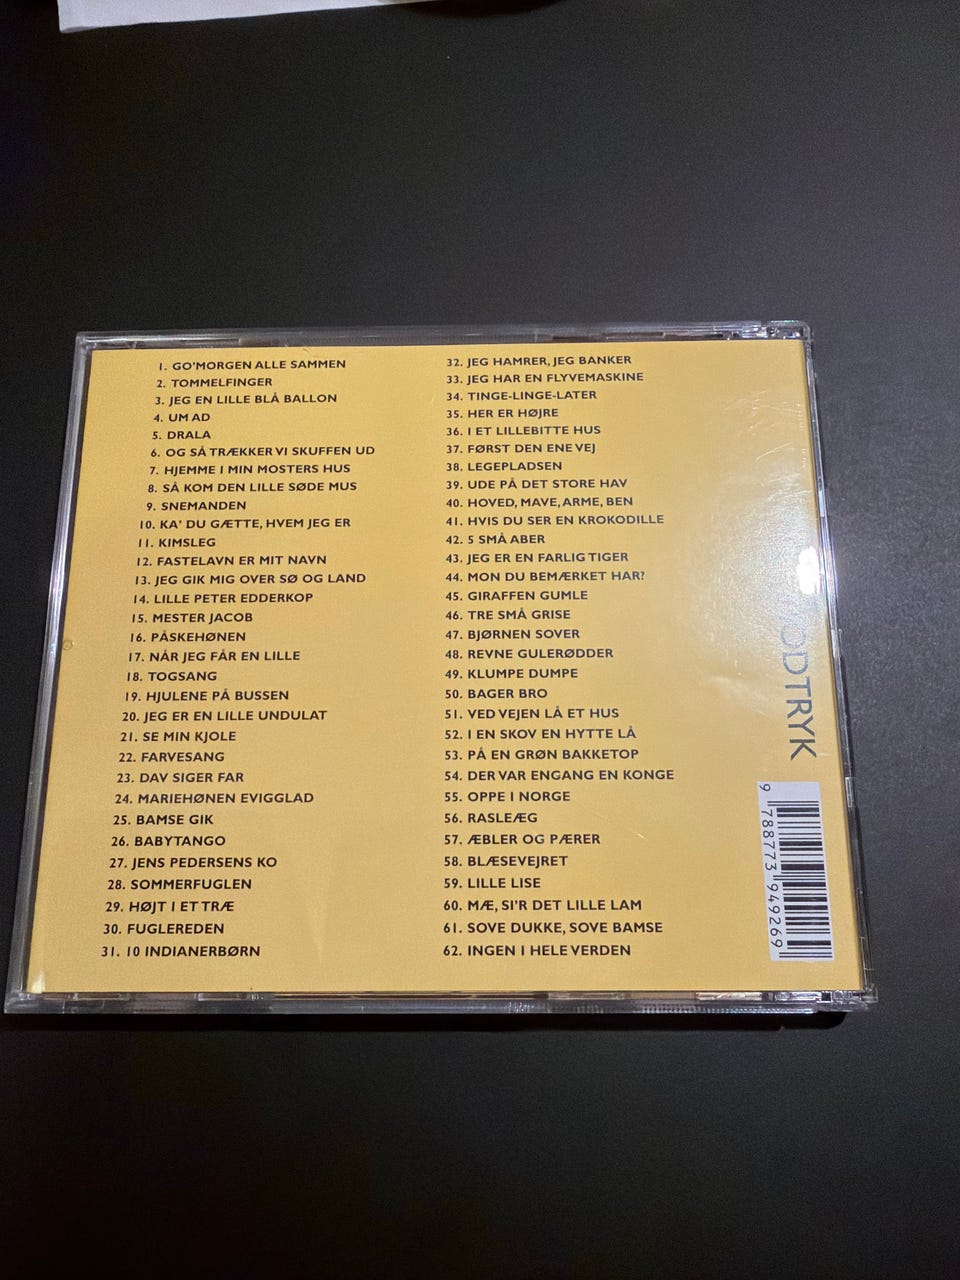 1. GO'MORGEN ALLE SAMMEN
2. TOMMELFINGER
3. JEG EN LILLE BLÅ BALLON
4. UM AD
5. DRALA
6. OG SÅ TRÆKKER VI SKUFFEN UD
7. HJEMME I MIN MOSTERS HUS
8. SÅ KOM DEN LILLE SØDE MUS
9. SNEMANDEN
10. KA' DU GÆTTE, HVEM JEG ER
11. KIMSLEG
12. FASTELAVN ER MIT NAVN
13. JEG GIK MIG OVER SØ OG LAND
14. LILLE PETER EDDERKOP
15. MESTER JACOB
16. PÅSKEHØNEN
17. NÅR JEG FÅR EN LILLE
18. TOGSANG
19. HJULENE PÅ BUSSEN
20. JEG ER EN LILLE UNDULAT
21. SE MIN KJOLE
22. FARVESANG
23. DAV SIGER FAR
24. MARIEHØNEN EVIGGLAD
25. BAMSE GIK
26. BABYTANGO
27. JENS PEDERSENS KO
28. SOMMERFUGLEN
29. HØJT I ET TRÆ
30. FUGLEREDEN
31. 10 INDIANERBØRN
32. JEG HAMRER, JEG BANKER
33. JEG HAR EN FLYVEMASKINE
34. TINGE-LINGE-LATER
35. HER ER HØJRE
36. I ET LILLEBITTE HUS
37. FØRST DEN ENE VEJ
38. LEGEPLADSEN
39. UDE PÅ DET STORE HAV
40. HOVED, MAVE, ARME, BEN
41. HVIS DU SER EN KROKODILLE
42. 5 SMÅ ABER
43. JEG ER EN FARLIG TIGER
44. MON DU BEMÆRKET HAR?
45. GIRAFFEN GUMLE
46. TRE SMÅ GRISE
47. BJØRNEN SOVER
48. REVNE GULERØDDER
49. KLUMPE DUMPE
50. BAGER BRO
51. VED VEJEN LÅ ET HUS
52. I EN SKOV EN HYTTE LÅ
53. PÅ EN GRØN BAKKETOP
54. DER VAR ENGANG EN KONGE
55. OPPE I NORGE
56. RASLEÆG
57. ÆBLER OG PÆRER
58. BLÆSEVEJRET
59. LILLE LISE
60. MÆ, SI'R DET LILLE LAM
61. SOVE DUKKE, SOVE BAMSE
62. INGEN I HELE VERDEN
9 788773 949269